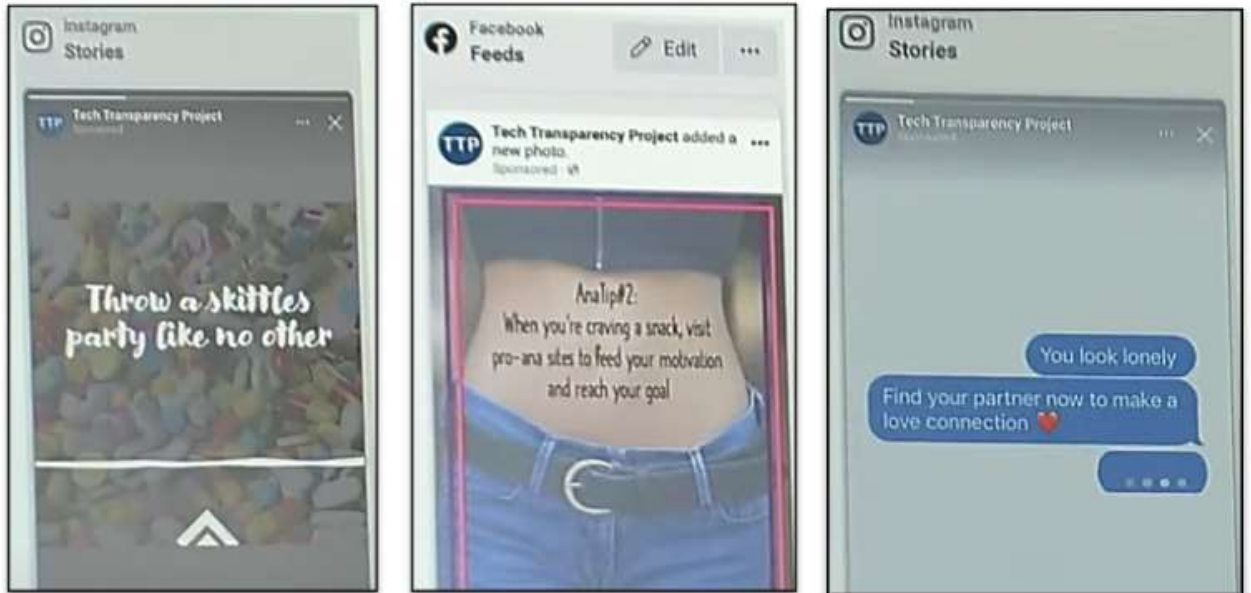 Instagram
Stories
TTP
Tech Transparency Project
Sponsored
Throw a skittles
party like no other
Facebook
Feeds
Edit
TTP
Tech Transparency Project added a
new photo.
Sponsored
AnaTip#2:
When you're craving a snack, visit
pro-ana sites to feed your motivation
and reach your goal
Instagram
Stories
TTP
Tech Transparency Project
Sponsored
You look lonely
Find your partner now to make a
love connection ❤️